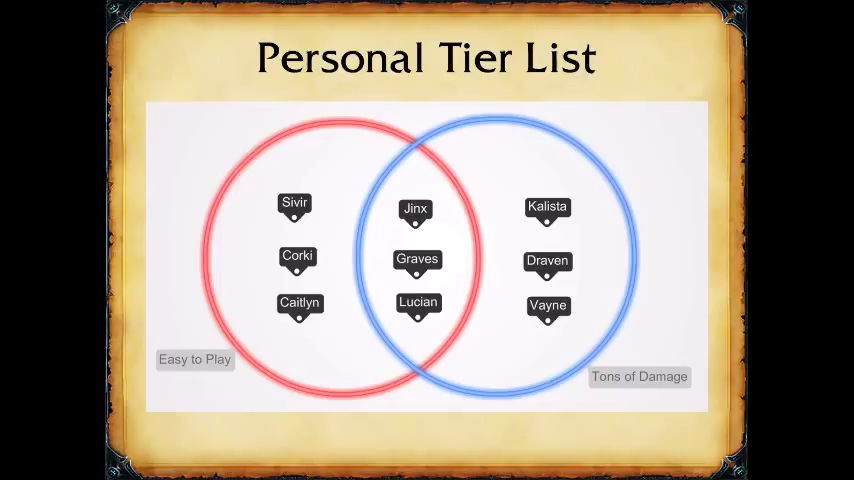 Personal Tier List
Sivir
Jinx
Kalista
Corki
Graves
Draven
Caitlyn
Lucian
Vayne
Easy to Play
Tons of Damage